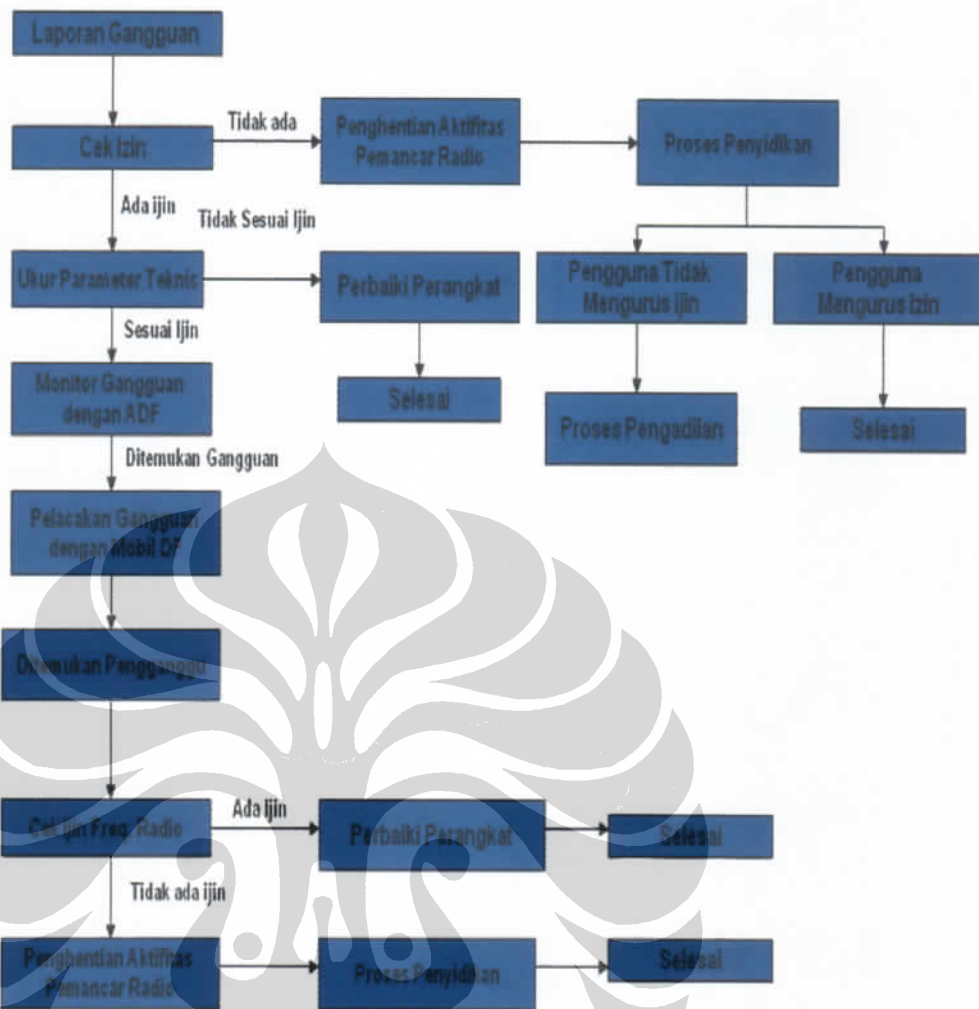 Laporan Gangguan
Cek Izin
Tidak ada
Penghentian Aktifitas
Pemancar Radio
Proses Penyidikan
Ada ijin
Tidak Sesuai Ijin
Ukur Parameter Teknis
Perbaiki Perangkat
Pengguna Tidak
Mengurus ijin
Pengguna
Mengurus Izin
Sesuai Ijin
Monitor Gangguan
dengan ADF
Selesai
Proses Pengadilan
Selesai
Ditemukan Gangguan
Pelacakan Gangguan
dengan Mobil DF
Ditemukan Pengganggu
Cek ijin Freq. Radio
Ada Ijin
Perbaiki Perangkat
Selesai
Tidak ada ijin
Penghentian Aktifitas
Pemancar Radio
Proses Penyidikan
Selesai